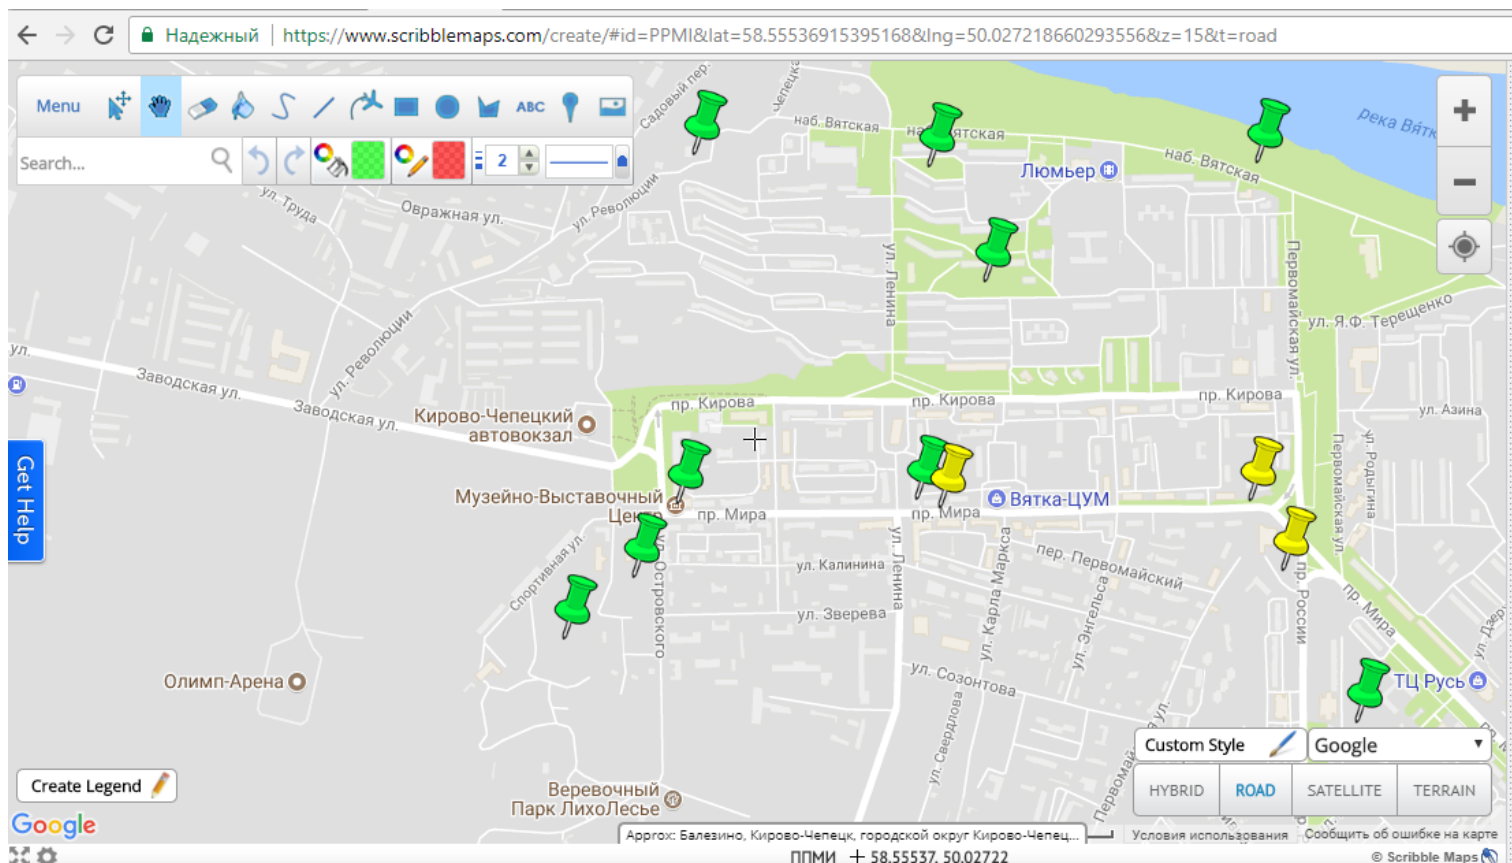 Надежный
https://www.scribblemaps.com/create/#id=PPMI&lat=58.55536915395168&lng=50.027218660293556&z=15&t=road
Menu
ABC
Search...
2
Садовый пер.
Чепецка
наб. Вятская
ятская
река Вятк
наб. Вятская
Люмьер
ул. Труда
Овражная ул.
ул. Революции
ул. Ленина
Первомайская ул.
ул. Я.Ф. Терещенко
ул.
ул. Революции
Заводская ул.
Заводская ул.
пр. Кирова
пр. Кирова
пр. Кирова
ул. Азина
Кирово-Чепецкий
автовокзал
Первомайская ул.
ул. Родыгина
Get Help
Музейно-Выставочный
Центр
пр. Мира
пр. Мира
Вятка-ЦУМ
Спортивная ул.
ул. Островского
ул. Калинина
ул. Ленина
ул. Карла Маркса
пер. Первомайский
ул. Энгельса
пр. России
пр. Мира
ул. Дзер
ул. Зверева
ул. Созонтова
Олимп-Арена
ТЦ Русь
ул. Свердлова
Первомай
ул.
Custom Style
Google
HYBRID
ROAD
SATELLITE
TERRAIN
Create Legend
Веревочный
Парк ЛихоЛесье
Google
Approx: Балезино, Кирово-Чепецк, городской округ Кирово-Чепец...
Условия использования
Сообщить об ошибке на карте
ППМИ
58.55537, 50.02722
© Scribble Maps